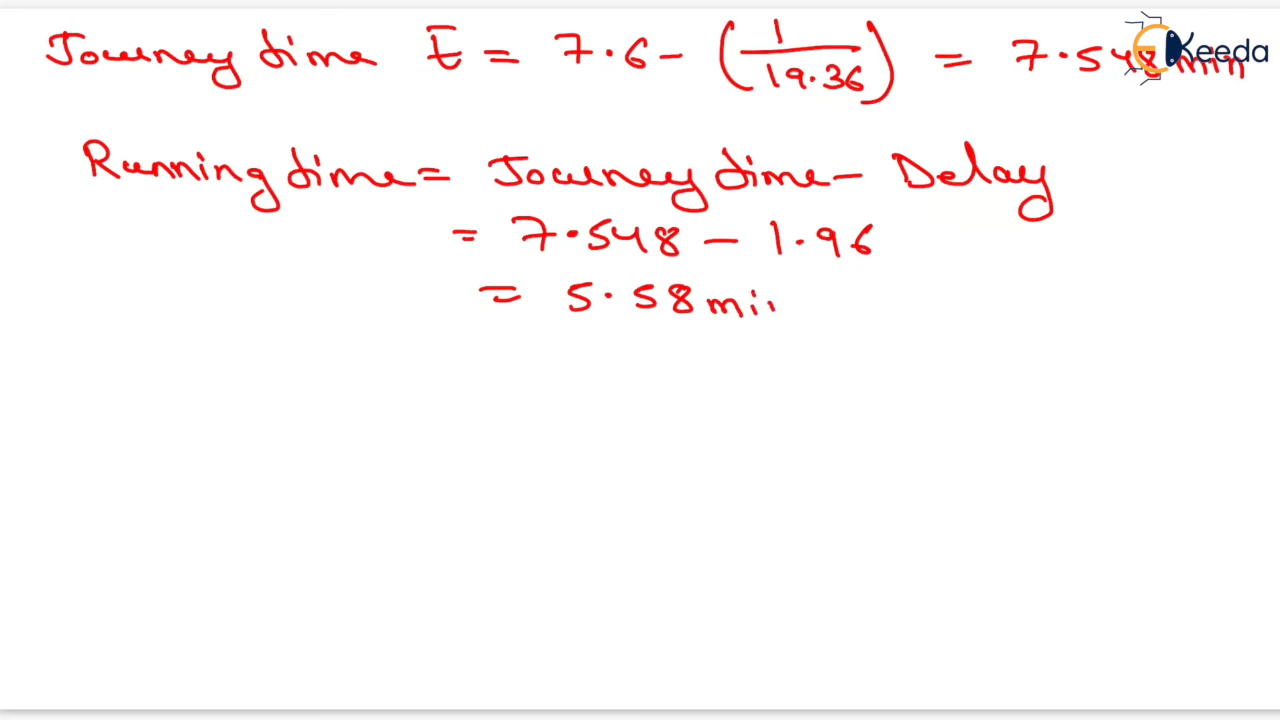 Journey time t̄ = 7.6 - (1/19.36) = 7.548 min
Keeda
Running time = Journey time - Delay
= 7.548 - 1.96
= 5.58 min